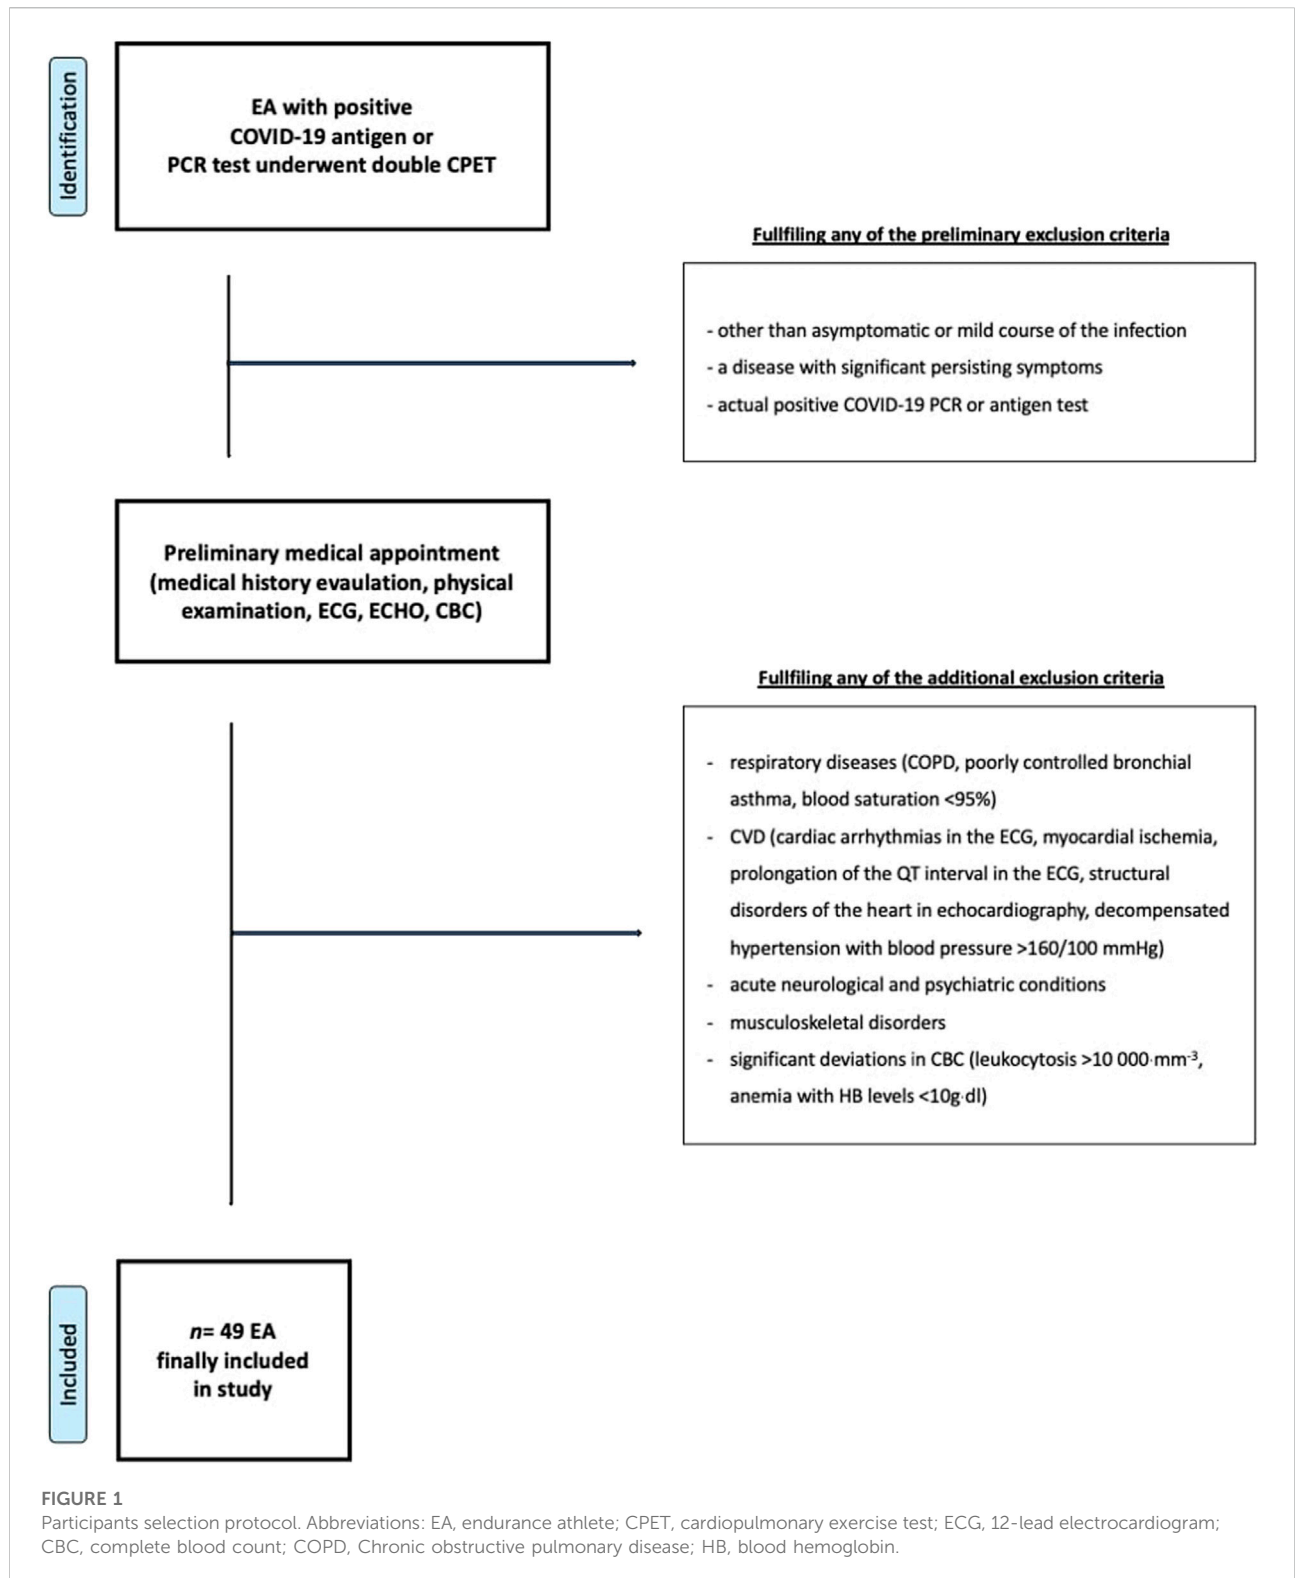 Identification
EA with positive
COVID-19 antigen or
PCR test underwent double CPET
Fullfiling any of the preliminary exclusion criteria
- other than asymptomatic or mild course of the infection
- a disease with significant persisting symptoms
- actual positive COVID-19 PCR or antigen test
Preliminary medical appointment
(medical history evaulation, physical
examination, ECG, ECHO, CBC)
Fullfiling any of the additional exclusion criteria
- respiratory diseases (COPD, poorly controlled bronchial
asthma, blood saturation <95%)
- CVD (cardiac arrhythmias in the ECG, myocardial ischemia,
prolongation of the QT interval in the ECG, structural
disorders of the heart in echocardiography, decompensated
hypertension with blood pressure >160/100 mmHg)
- acute neurological and psychiatric conditions
- musculoskeletal disorders
- significant deviations in CBC (leukocytosis >10 000·mm⁻³,
anemia with HB levels <10g·dl)
Included
n= 49 EA
finally included
in study
FIGURE 1
Participants selection protocol. Abbreviations: EA, endurance athlete; CPET, cardiopulmonary exercise test; ECG, 12-lead electrocardiogram;
CBC, complete blood count; COPD, Chronic obstructive pulmonary disease; HB, blood hemoglobin.